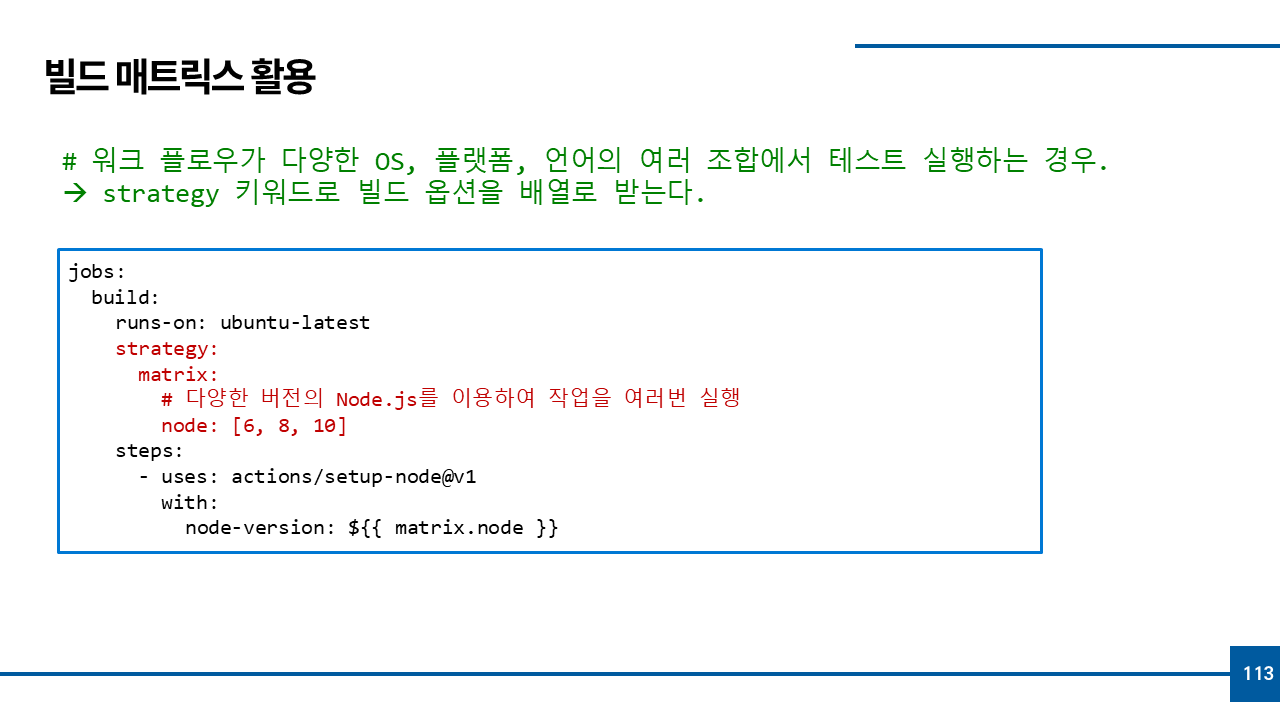 빌드 매트릭스 활용
# 워크 플로우가 다양한 OS, 플랫폼, 언어의 여러 조합에서 테스트 실행하는 경우.
→ strategy 키워드로 빌드 옵션을 배열로 받는다.
jobs:
  build:
    runs-on: ubuntu-latest
    strategy:
      matrix:
        # 다양한 버전의 Node.js를 이용하여 작업을 여러번 실행
        node: [6, 8, 10]
    steps:
      - uses: actions/setup-node@v1
        with:
          node-version: ${{ matrix.node }}
113